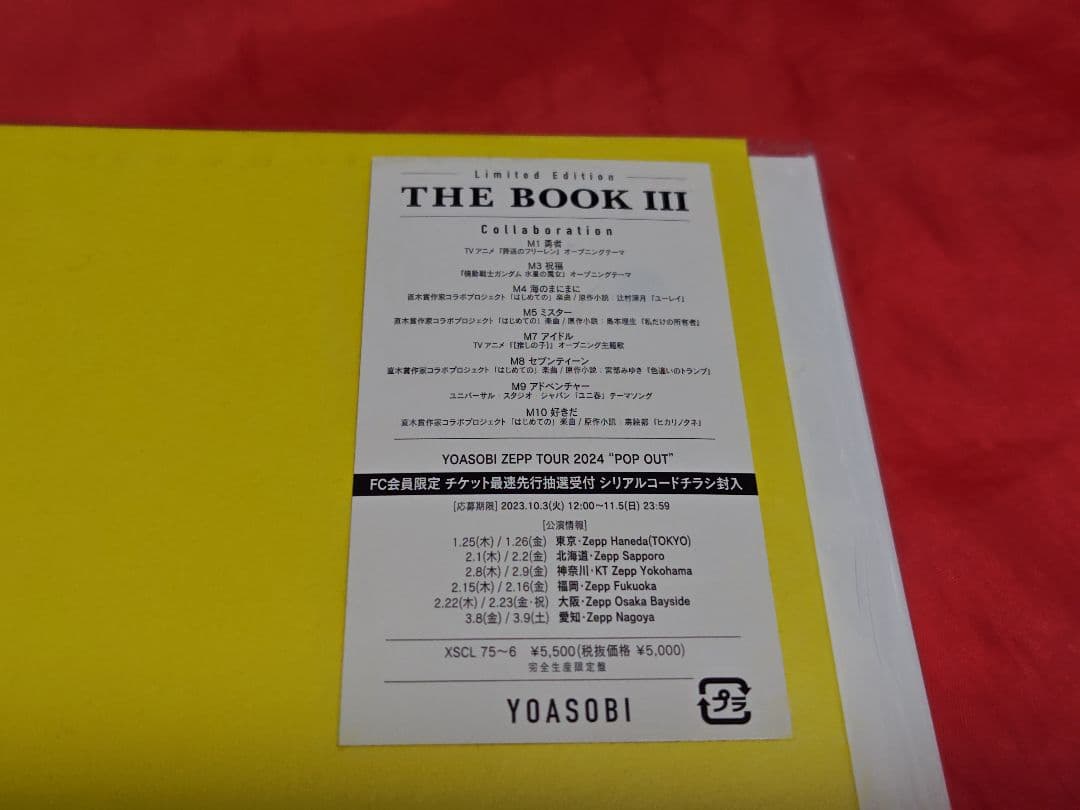 Limited Edition
THE BOOK III
Collaboration
M1 勇者
TVアニメ『葬送のフリーレン』オープニングテーマ
M3 祝福
『機動戦士ガンダム 水星の魔女』オープニングテーマ
M4 海のまにまに
直木賞作家コラボプロジェクト「はじめての」楽曲 / 原作小説：辻村深月『ユーレイ』
M5 ミスター
直木賞作家コラボプロジェクト「はじめての」楽曲 / 原作小説：島本理生『私だけの所有者』
M7 アイドル
TVアニメ『【推しの子】』オープニング主題歌
M8 セブンティーン
直木賞作家コラボプロジェクト「はじめての」楽曲 / 原作小説：宮部みゆき『色違いのトランプ』
M9 アドベンチャー
ユニバーサル・スタジオ・ジャパン「ユニ春」テーマソング
M10 好きだ
直木賞作家コラボプロジェクト「はじめての」楽曲 / 原作小説：森絵都『ヒカリノタネ』
YOASOBI ZEPP TOUR 2024 “POP OUT”
FC会員限定 チケット最速先行抽選受付 シリアルコードチラシ封入
[応募期限] 2023.10.3(火) 12:00～11.5(日) 23:59
[公演情報]
1.25(木) / 1.26(金) 東京・Zepp Haneda(TOKYO)
2.1(木) / 2.2(金) 北海道・Zepp Sapporo
2.8(木) / 2.9(金) 神奈川・KT Zepp Yokohama
2.15(木) / 2.16(金) 福岡・Zepp Fukuoka
2.22(木) / 2.23(金・祝) 大阪・Zepp Osaka Bayside
3.8(金) / 3.9(土) 愛知・Zepp Nagoya
XSCL 75～6 ¥5,500(税抜価格 ¥5,000)
完全生産限定盤
YOASOBI
プラ